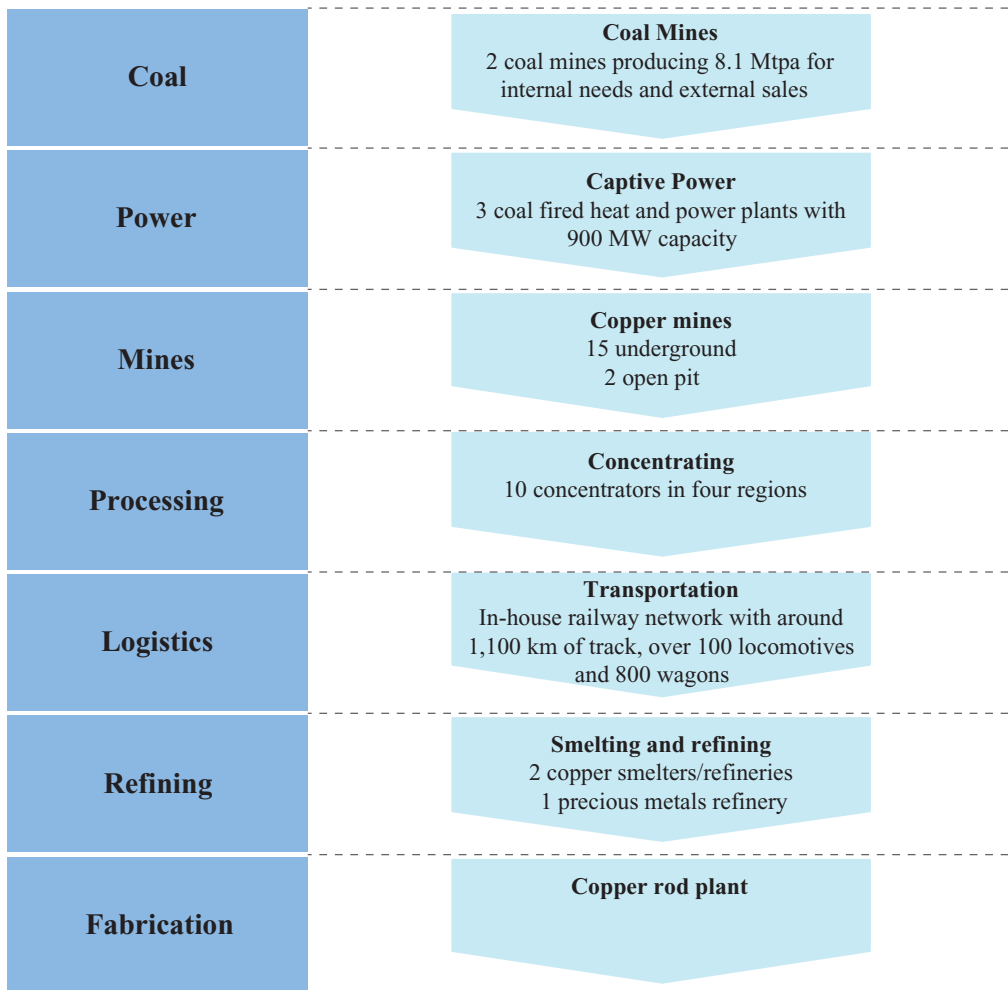 Coal
Coal Mines
2 coal mines producing 8.1 Mtpa for
internal needs and external sales
Power
Captive Power
3 coal fired heat and power plants with
900 MW capacity
Mines
Copper mines
15 underground
2 open pit
Processing
Concentrating
10 concentrators in four regions
Logistics
Transportation
In-house railway network with around
1,100 km of track, over 100 locomotives
and 800 wagons
Refining
Smelting and refining
2 copper smelters/refineries
1 precious metals refinery
Fabrication
Copper rod plant